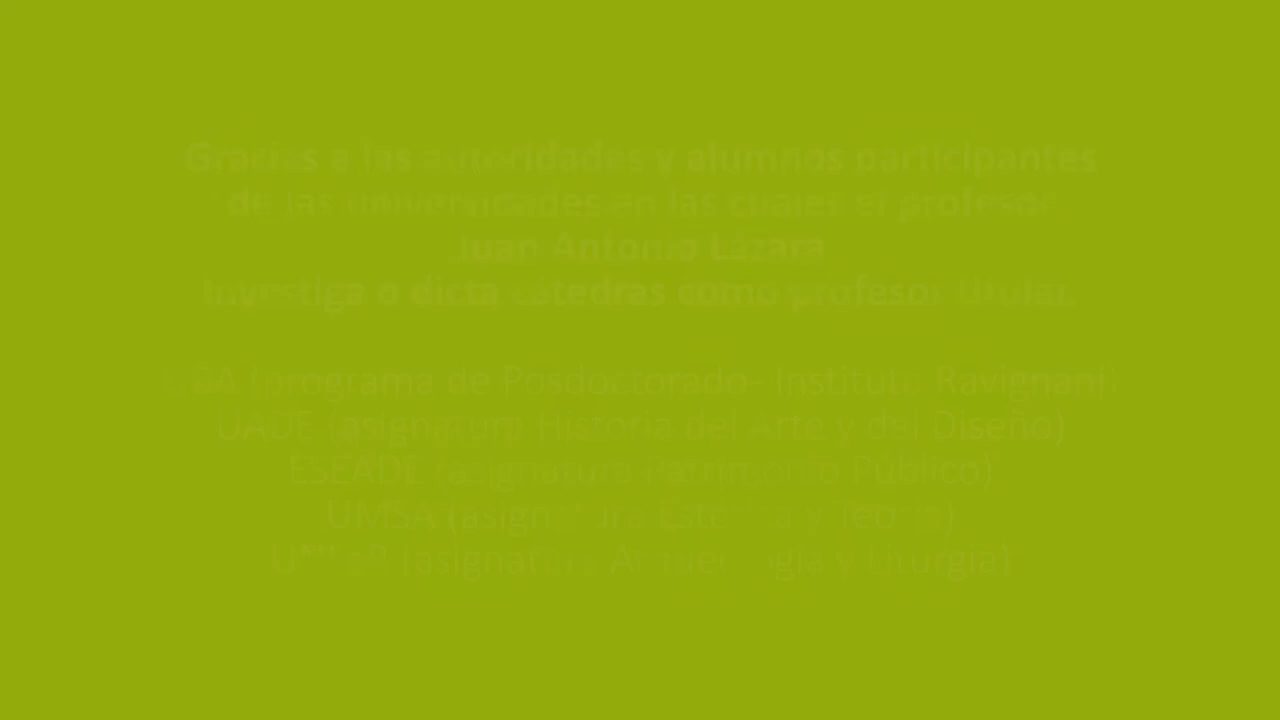 Gracias a las autoridades y alumnos participantes
de las universidades en las cuales el profesor
Juan Antonio Lázara
Investiga o dicta cátedras como profesor titular.
UBA (programa de Posdoctorado- Instituto Ravignani)
UADE (asignatura Historia del Arte y del Diseño)
ESEADE (asignatura Patrimonio Público)
UMSA (asignatura Estética y Teoría)
(asignatura Arqueología y Liturgia)